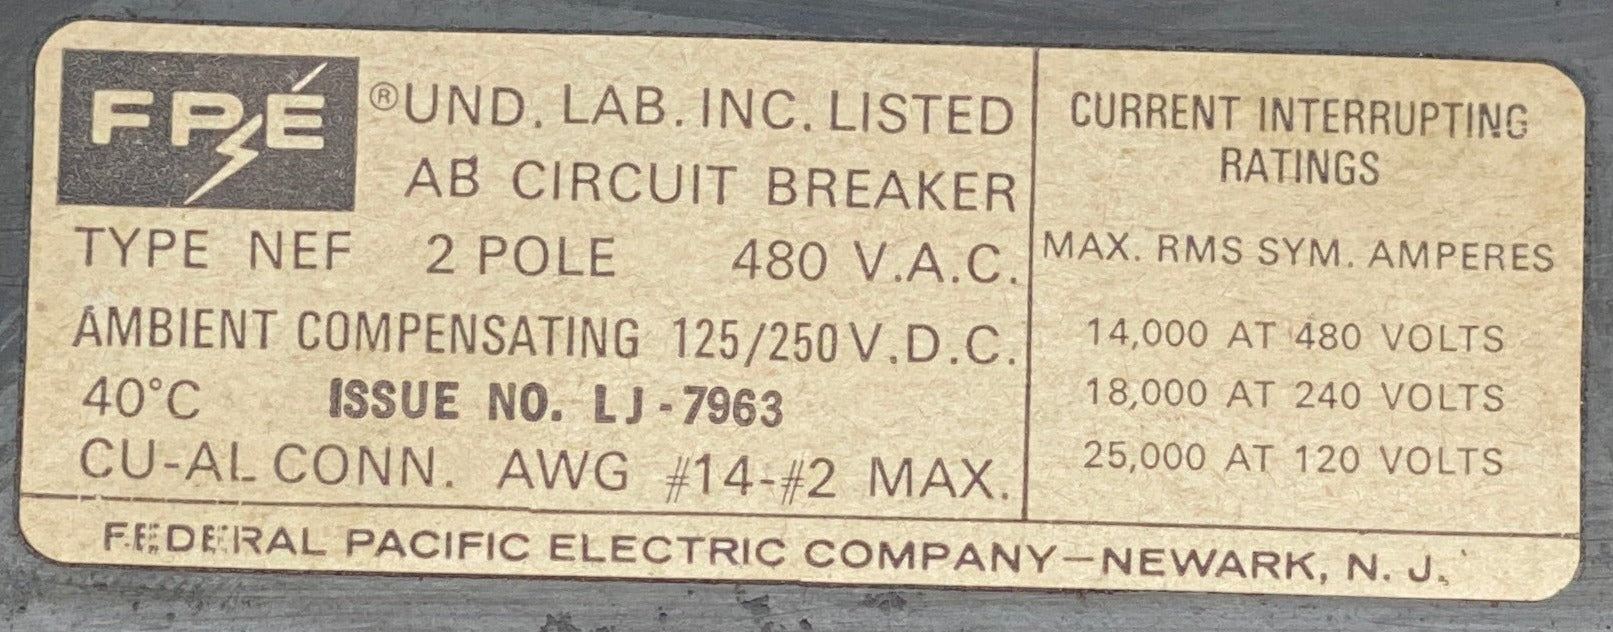 FPÉ
®UND. LAB. INC. LISTED
AB CIRCUIT BREAKER
TYPE NEF 2 POLE 480 V.A.C.
AMBIENT COMPENSATING 125/250 V.D.C.
40°C ISSUE NO. LJ-7963
CU-AL CONN. AWG #14-#2 MAX.
CURRENT INTERRUPTING
RATINGS
MAX. RMS SYM. AMPERES
14,000 AT 480 VOLTS
18,000 AT 240 VOLTS
25,000 AT 120 VOLTS
FEDERAL PACIFIC ELECTRIC COMPANY—NEWARK, N. J.